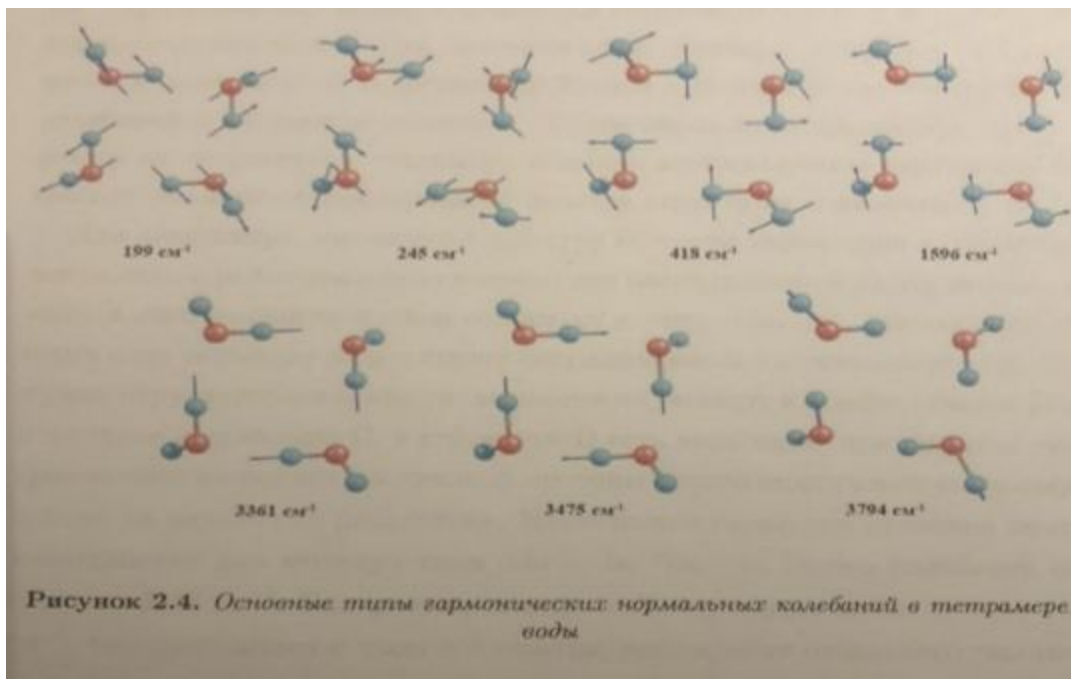 199 см⁻¹ 245 см⁻¹ 418 см⁻¹ 1596 см⁻¹
3361 см⁻¹ 3475 см⁻¹ 3794 см⁻¹
Рисунок 2.4. Основные типы гармонических нормальных колебаний в тетрамере
воды